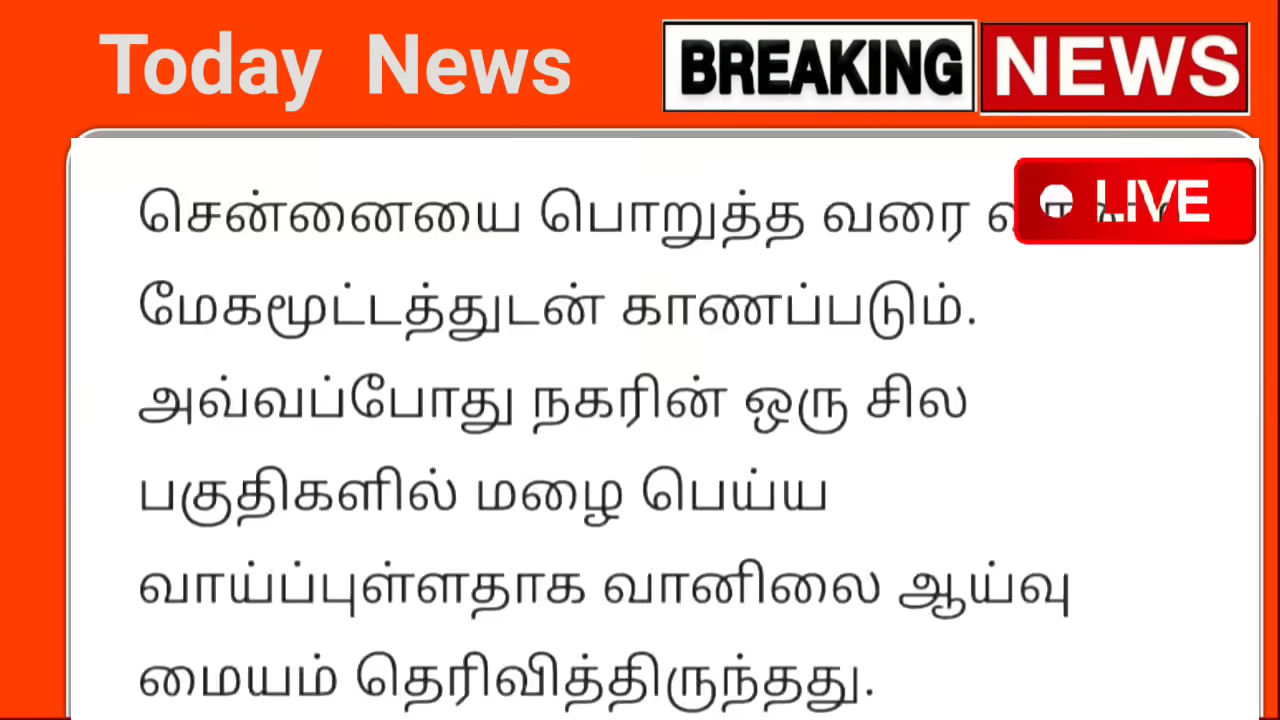 Today News
BREAKING NEWS
LIVE
சென்னையை பொறுத்த வரை
மேகமூட்டத்துடன் காணப்படும்.
அவ்வப்போது நகரின் ஒரு சில
பகுதிகளில் மழை பெய்ய
வாய்ப்புள்ளதாக வானிலை ஆய்வு
மையம் தெரிவித்திருந்தது.